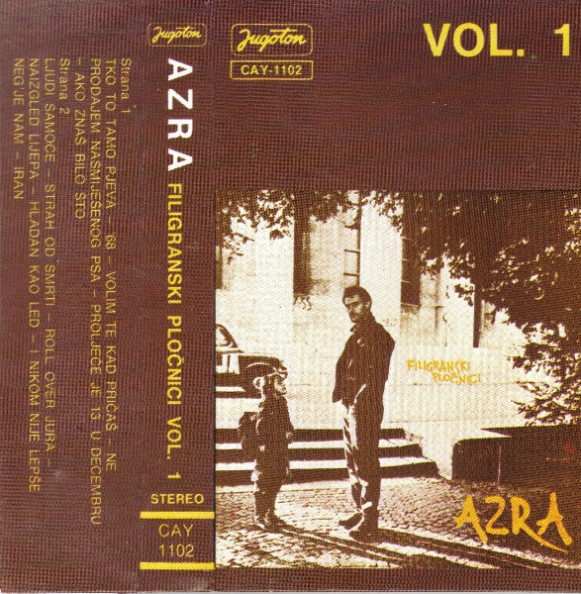 Strana 1
TKO TO TAMO PJEVA – '68 – VOLIM TE KAD PRIČAŠ – NE
PRODAJEM NASMIJEŠENOG PSA – PROLJEĆE JE 13. U DECEMBRU
– AKO ZNAŠ BILO ŠTO
Strana 2
LJUDI SAMOĆE – STRAH OD SMRTI – ROLL OVER JURA –
NAIZGLED LIJEPA – HLADAN KAO LED – I NIKOM NIJE LEPŠE
NEG JE NAM – IRAN
Jugoton
AZRA FILIGRANSKI PLOČNICI VOL. 1
STEREO
CAY
1102
Jugoton
CAY-1102
VOL. 1
FILIGRANSKI
PLOČNICI
AZRA